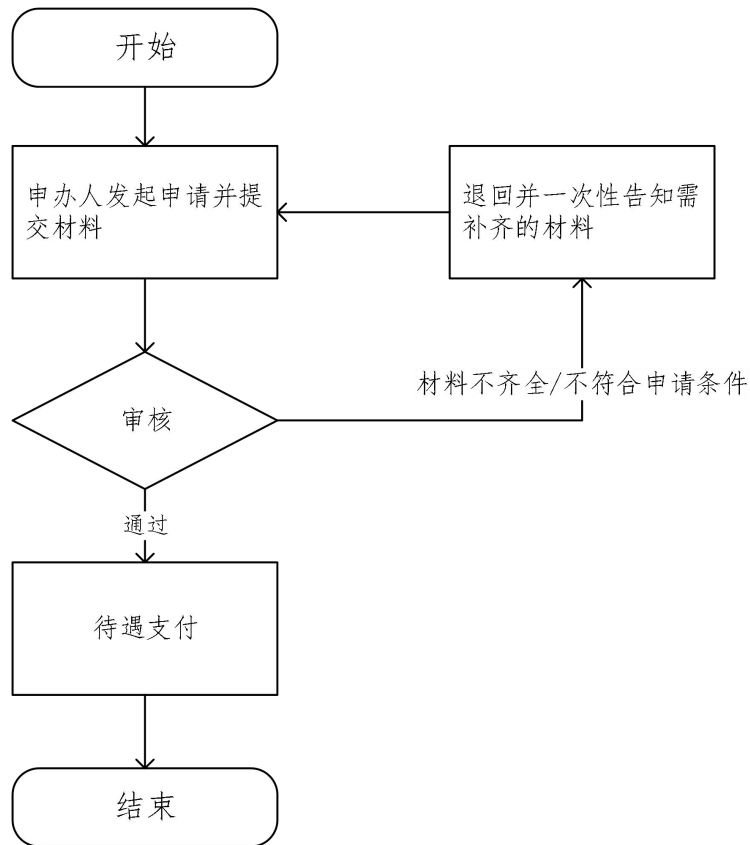 开始
申办人发起申请并提
交材料
退回并一次性告知需
补齐的材料
材料不齐全/不符合申请条件
审核
通过
待遇支付
结束